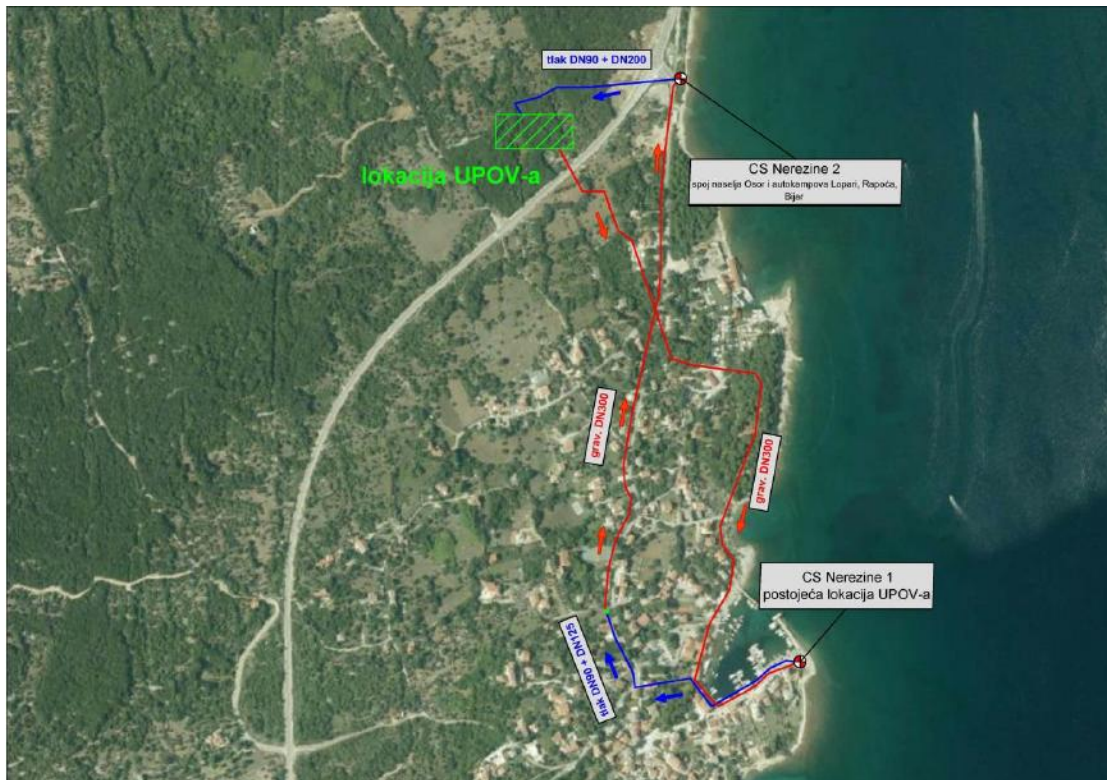 tlak DN90 + DN200
lokacija UPOV-a
CS Nerezine 2
spoj naselja Osor i autokampova Lopari, Rapoća,
Bijar
grav. DN300
grav. DN300
CS Nerezine 1
postojeća lokacija UPOV-a
tlak DN90 + DN125